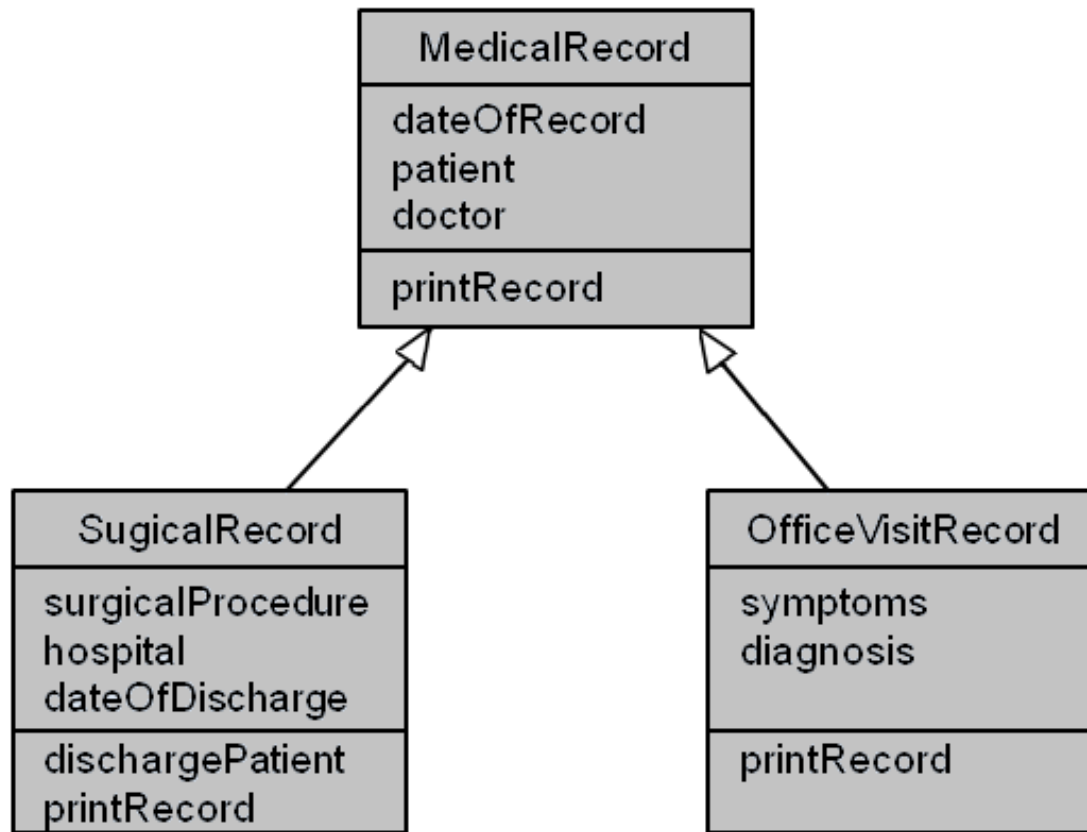 MedicalRecord
dateOfRecord
patient
doctor
printRecord
SugicalRecord
surgicalProcedure
hospital
dateOfDischarge
dischargePatient
printRecord
OfficeVisitRecord
symptoms
diagnosis
printRecord